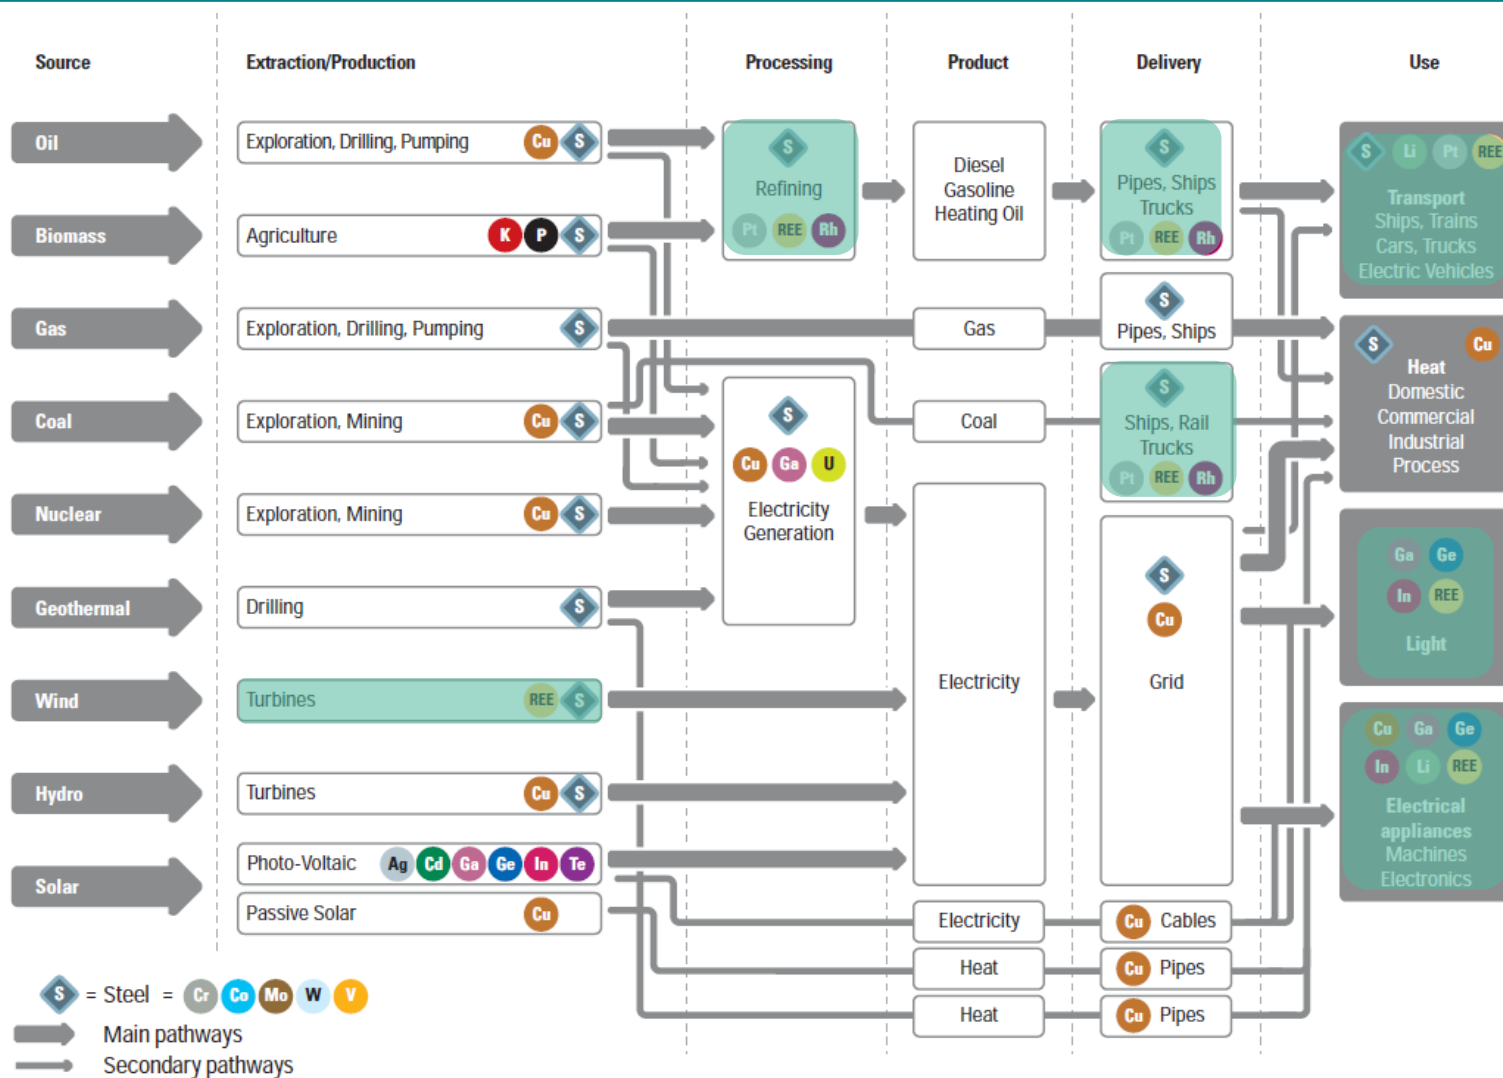 Source
Extraction/Production
Processing
Product
Delivery
Use
Oil
Exploration, Drilling, Pumping
Cu S
Biomass
Agriculture
K P S
Gas
Exploration, Drilling, Pumping
S
Coal
Exploration, Mining
Cu S
Nuclear
Exploration, Mining
Cu S
Geothermal
Drilling
S
Wind
Turbines
REE S
Hydro
Turbines
Cu S
Solar
Photo-Voltaic
Ag Cd Ga Ge In Te
Passive Solar
Cu
S
Refining
Pt REE Rh
S
Cu Ga U
Electricity
Generation
Diesel
Gasoline
Heating Oil
Gas
Coal
Electricity
Electricity
Heat
Heat
S
Pipes, Ships
Trucks
Pt REE Rh
S
Pipes, Ships
S
Ships, Rail
Trucks
Pt REE Rh
S
Cu
Grid
Cu Cables
Cu Pipes
Cu Pipes
S Li Pt REE
Transport
Ships, Trains
Cars, Trucks
Electric Vehicles
S Cu
Heat
Domestic
Commercial
Industrial
Process
Ga Ge
In REE
Light
Cu Ga Ge
In Li REE
Electrical
appliances
Machines
Electronics
S = Steel = Cr Co Mo W V
Main pathways
Secondary pathways